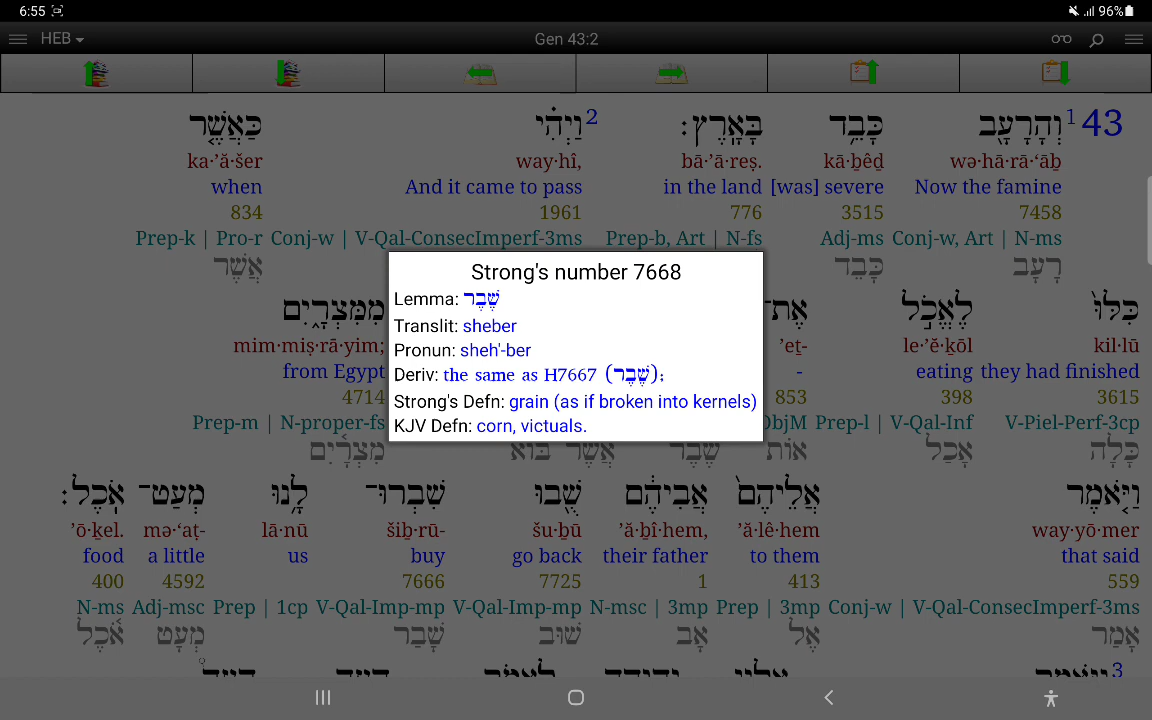 6:55 96%
HEB Gen 43:2
43 1 וְהָרָעָ֖ב כָּבֵ֥ד בָּאָֽרֶץ׃ 2 וַיְהִ֗י כַּאֲשֶׁ֤ר
wə·hā·rā·‘āḇ kā·ḇêḏ bā·’ā·reṣ. way·hî, ka·’ă·šer
Now the famine [was] severe in the land And it came to pass when
7458 3515 776 1961 834
Conj-w, Art | N-ms Adj-ms Prep-b, Art | N-fs Conj-w | V-Qal-ConsecImperf-3ms Prep-k | Pro-r
רָעָב כָּבֵד אֲשֶׁר
Strong's number 7668
Lemma: שֶׁבֶר
Translit: sheber
Pronun: sheh'-ber
Deriv: the same as H7667 (שֶׁבֶר);
Strong's Defn: grain (as if broken into kernels)
KJV Defn: corn, victuals.
כִּלּוּ֙ לֶאֱכֹ֣ל אֶת־ מִמִּצְרָ֑יִם
kil·lū le·’ĕ·ḵōl ’eṯ- mim·miṣ·rā·yim;
they had finished eating - from Egypt
3615 398 853 4714
V-Piel-Perf-3cp Prep-l | V-Qal-Inf ObjM Prep-m | N-proper-fs
כָּלָה אָכַל אוֹת שֶׁבֶר אֲשֶׁר בּוֹא מִצְרַיִם
וַיֹּ֤אמֶר אֲלֵיהֶם֙ אֲבִיהֶ֔ם שֻׁ֖בוּ שִׁבְרוּ־ לָ֥נוּ מְעַט־ אֹֽכֶל׃
way·yō·mer ’ă·lê·hem ’ă·ḇî·hem, šu·ḇū šiḇ·rū- lā·nū mə·‘aṭ- ’ō·ḵel.
that said to them their father go back buy us a little food
559 413 1 7725 7666 4592 400
Conj-w | V-Qal-ConsecImperf-3ms Prep | 3mp N-msc | 3mp V-Qal-Imp-mp V-Qal-Imp-mp Prep | 1cp Adj-msc N-ms
אָמַר אֶל אָב שׁוּב שָׁבַר מְעָט אֹכֶל
3